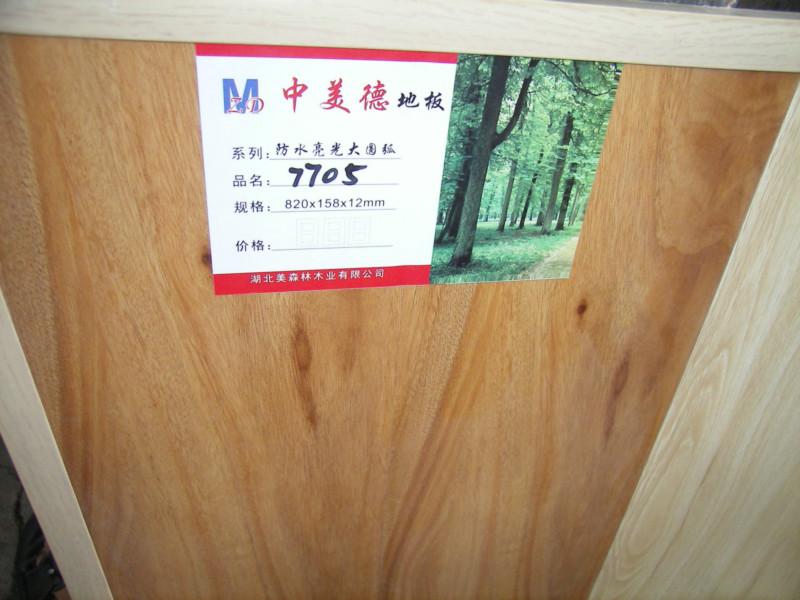 MZD 中美德地板
系列: 防水亮光大圆弧
品名: 7705
规格: 820x158x12mm
价格:
湖北美森林木业有限公司